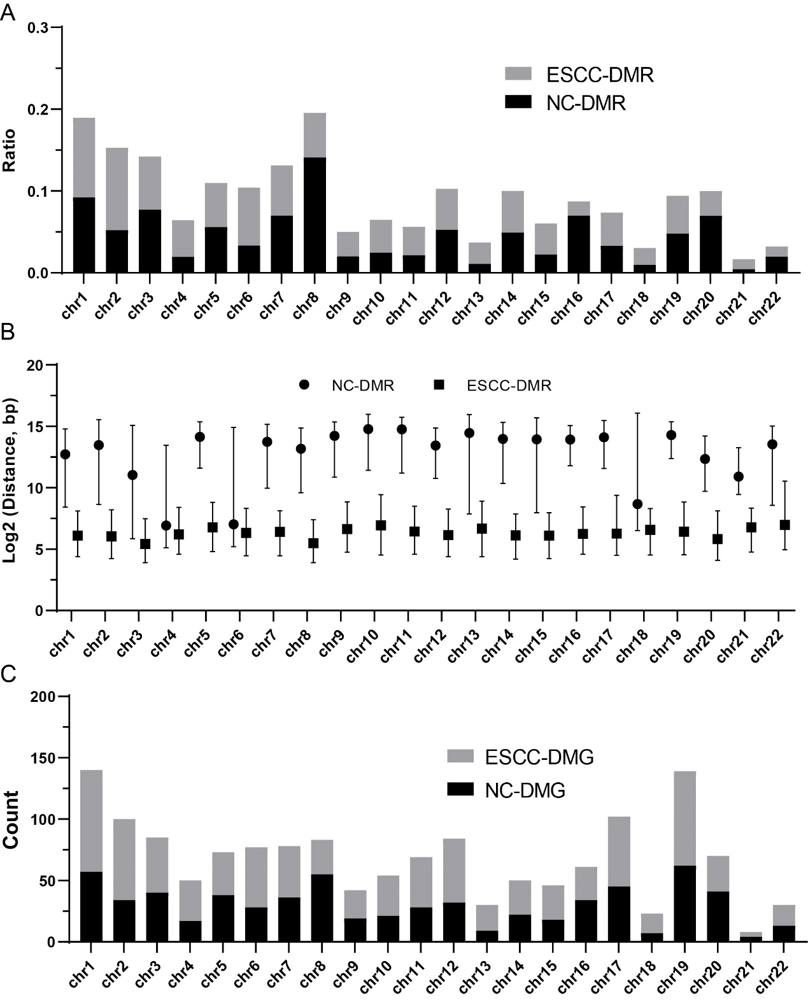 A
0.3
0.2
0.1
0.0
Ratio
ESCC-DMR
NC-DMR
chr1 chr2 chr3 chr4 chr5 chr6 chr7 chr8 chr9 chr10 chr11 chr12 chr13 chr14 chr15 chr16 chr17 chr18 chr19 chr20 chr21 chr22
B
20
15
10
5
0
Log2 (Distance, bp)
NC-DMR ESCC-DMR
chr1 chr2 chr3 chr4 chr5 chr6 chr7 chr8 chr9 chr10 chr11 chr12 chr13 chr14 chr15 chr16 chr17 chr18 chr19 chr20 chr21 chr22
C
200
150
100
50
0
Count
ESCC-DMG
NC-DMG
chr1 chr2 chr3 chr4 chr5 chr6 chr7 chr8 chr9 chr10 chr11 chr12 chr13 chr14 chr15 chr16 chr17 chr18 chr19 chr20 chr21 chr22